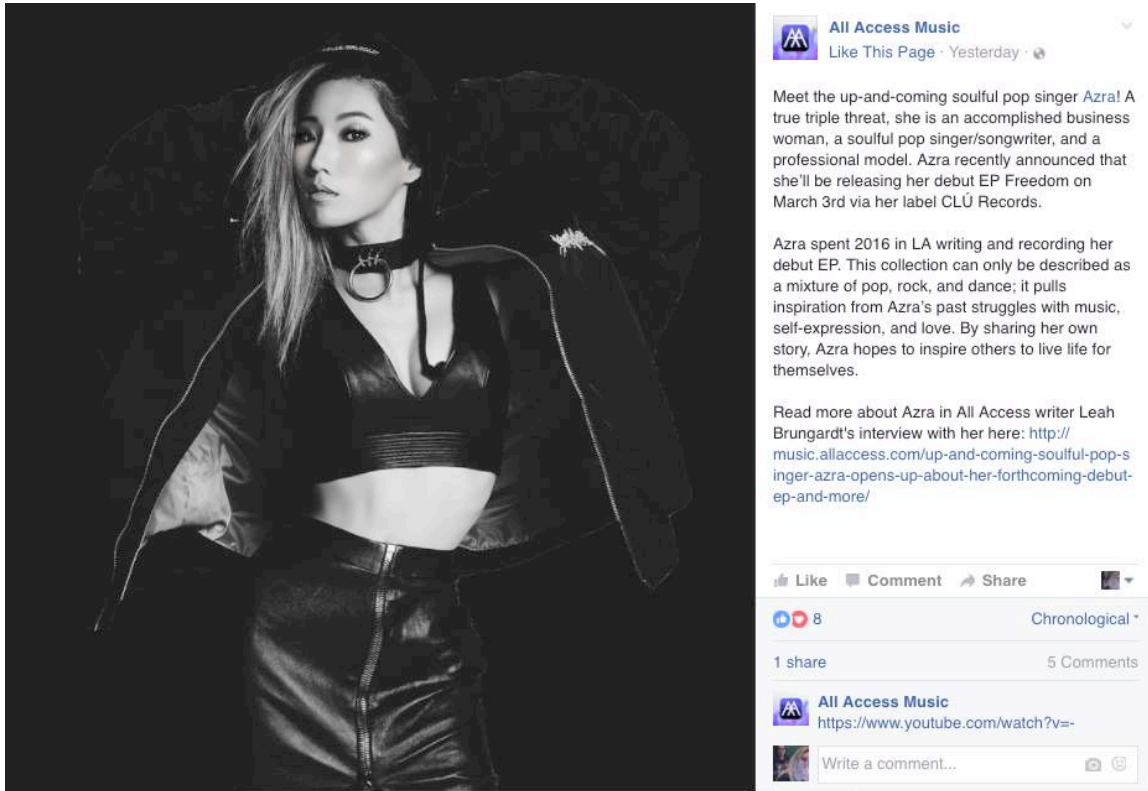 All Access Music
Like This Page · Yesterday ·
Meet the up-and-coming soulful pop singer Azra! A
true triple threat, she is an accomplished business
woman, a soulful pop singer/songwriter, and a
professional model. Azra recently announced that
she'll be releasing her debut EP Freedom on
March 3rd via her label CLÚ Records.
Azra spent 2016 in LA writing and recording her
debut EP. This collection can only be described as
a mixture of pop, rock, and dance; it pulls
inspiration from Azra's past struggles with music,
self-expression, and love. By sharing her own
story, Azra hopes to inspire others to live life for
themselves.
Read more about Azra in All Access writer Leah
Brungardt's interview with her here: http://
music.allaccess.com/up-and-coming-soulful-pop-s
inger-azra-opens-up-about-her-forthcoming-debut-
ep-and-more/
Like Comment Share
8 Chronological
1 share 5 Comments
All Access Music
https://www.youtube.com/watch?v=-
Write a comment...